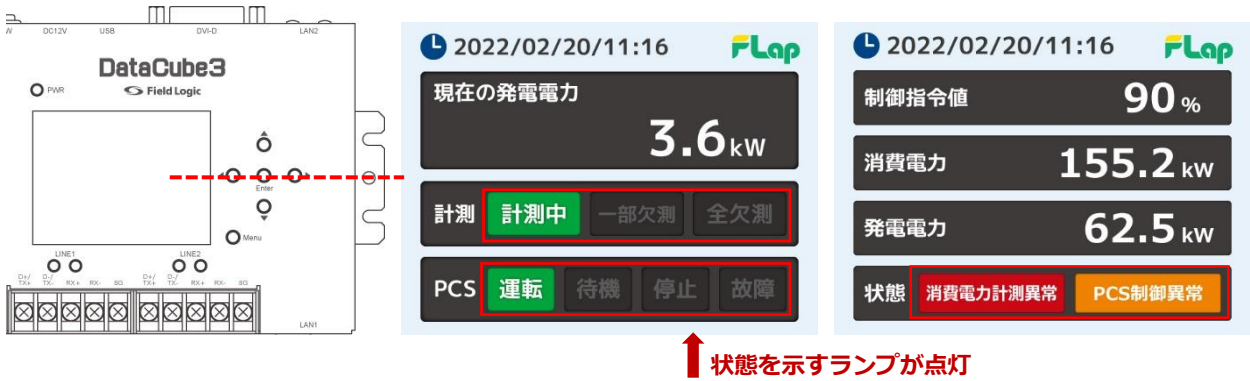 DC12V
USB
DVI-D
LAN2
DataCube3
Field Logic
PWR
Enter
Menu
LINE1
LINE2
D+/ TX+
D-/ TX-
RX+
RX-
SG
D+/ TX+
D-/ TX-
RX+
RX-
SG
LAN1
2022/02/20/11:16
FLap
現在の発電電力
3.6kW
計測 計測中 一部欠測 全欠測
PCS 運転 待機 停止 故障
2022/02/20/11:16
FLap
制御指令値 90%
消費電力 155.2kW
発電電力 62.5kW
状態 消費電力計測異常 PCS制御異常
状態を示すランプが点灯